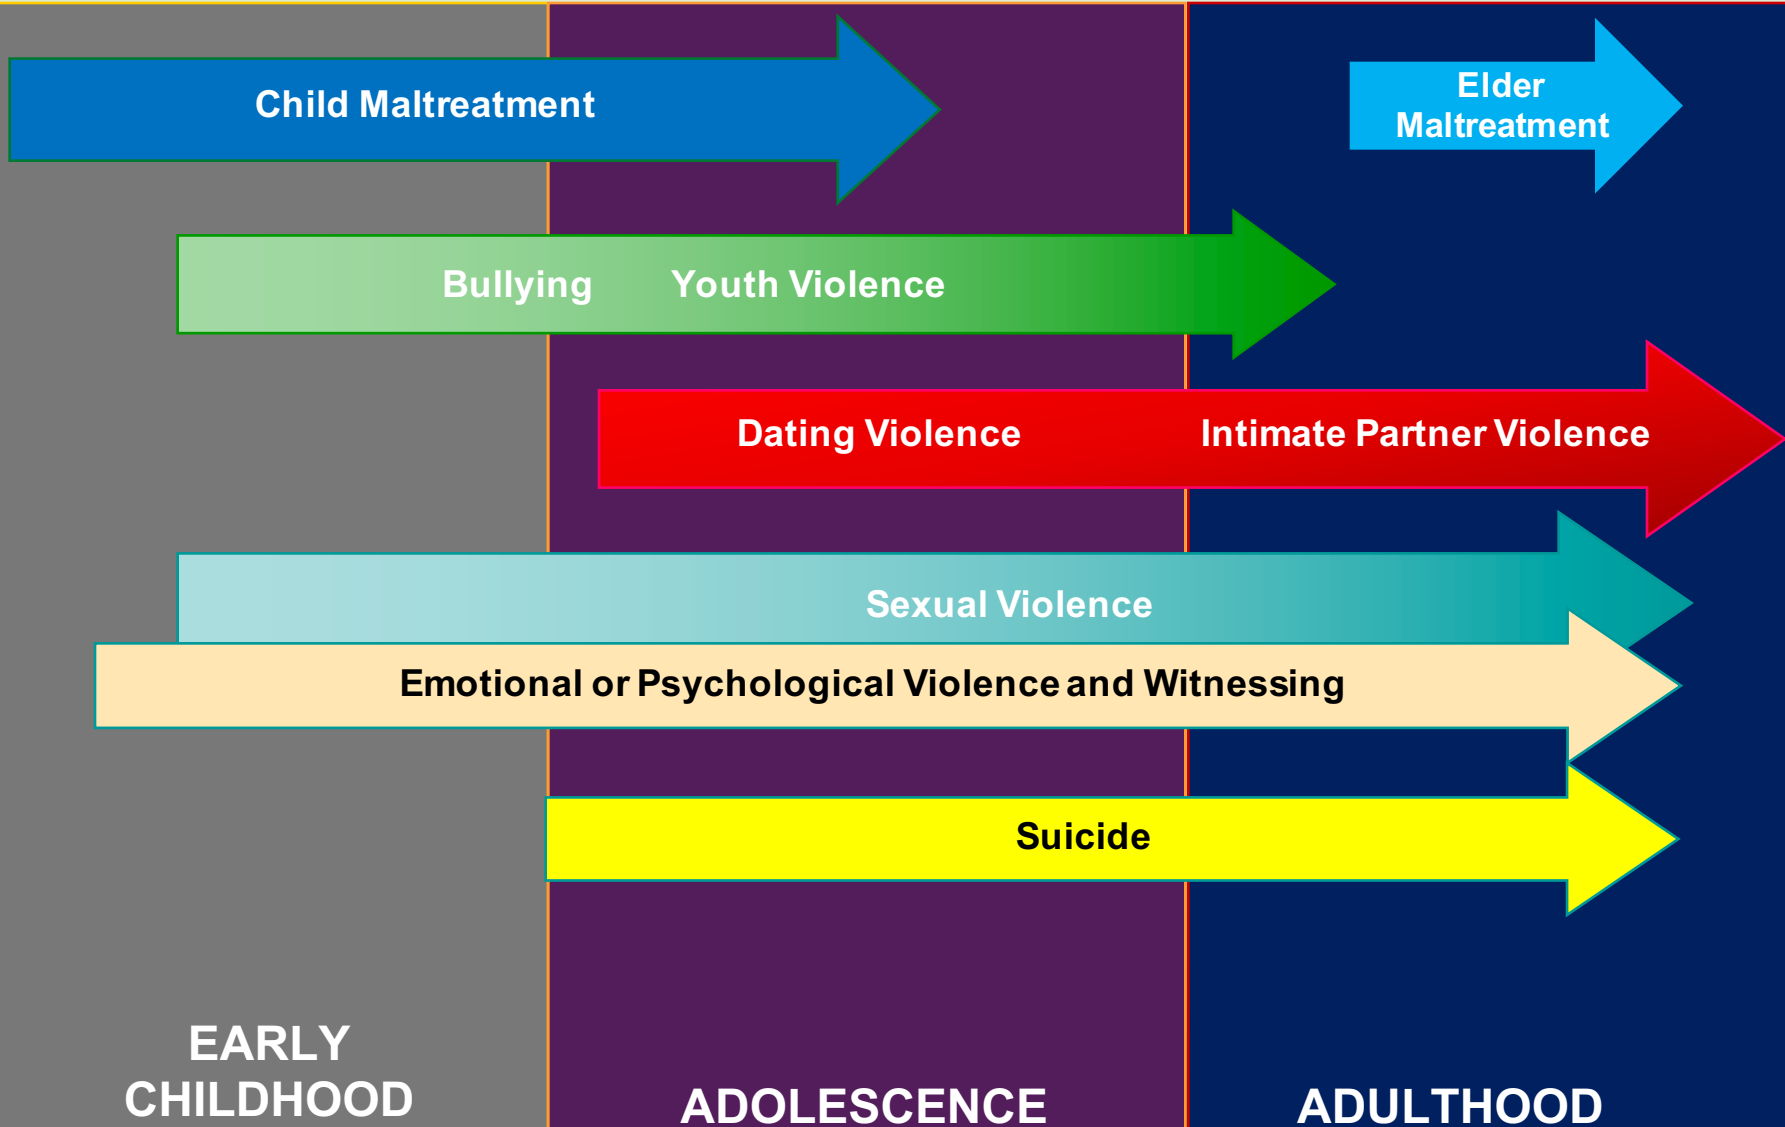 Child Maltreatment
Elder
Maltreatment
Bullying Youth Violence
Dating Violence Intimate Partner Violence
Sexual Violence
Emotional or Psychological Violence and Witnessing
Suicide
EARLY
CHILDHOOD
ADOLESCENCE
ADULTHOOD